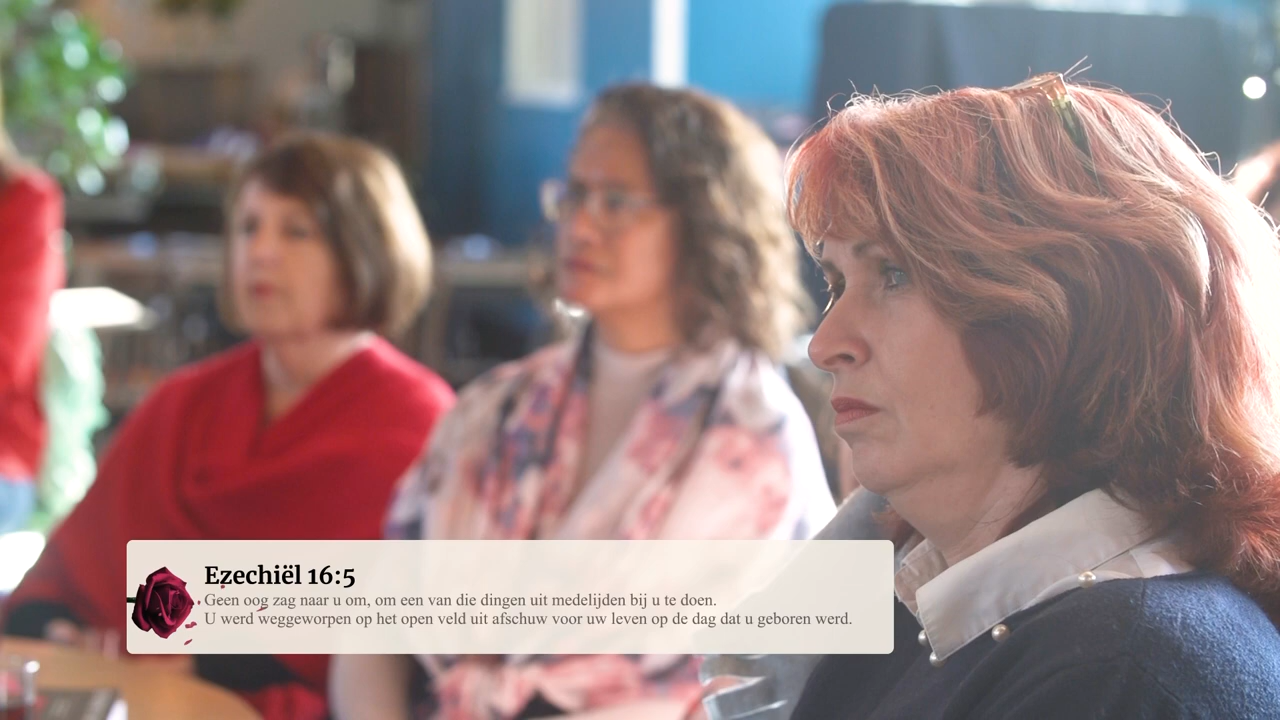 Ezechiël 16:5
Geen oog zag naar u om, om een van die dingen uit medelijden bij u te doen.
U werd weggeworpen op het open veld uit afschuw voor uw leven op de dag dat u geboren werd.